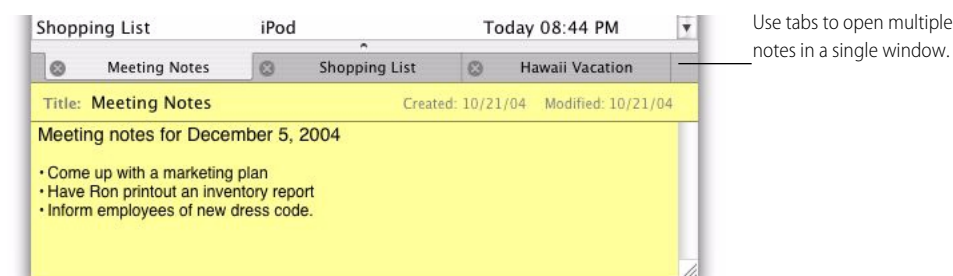 Shopping List iPod Today 08:44 PM
Use tabs to open multiple
notes in a single window.
Meeting Notes Shopping List Hawaii Vacation
Title: Meeting Notes Created: 10/21/04 Modified: 10/21/04
Meeting notes for December 5, 2004
• Come up with a marketing plan
• Have Ron printout an inventory report
• Inform employees of new dress code.